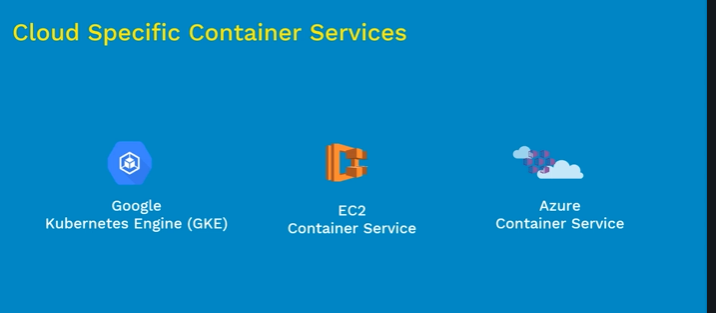 Cloud Specific Container Services
Google
Kubernetes Engine (GKE)
EC2
Container Service
Azure
Container Service